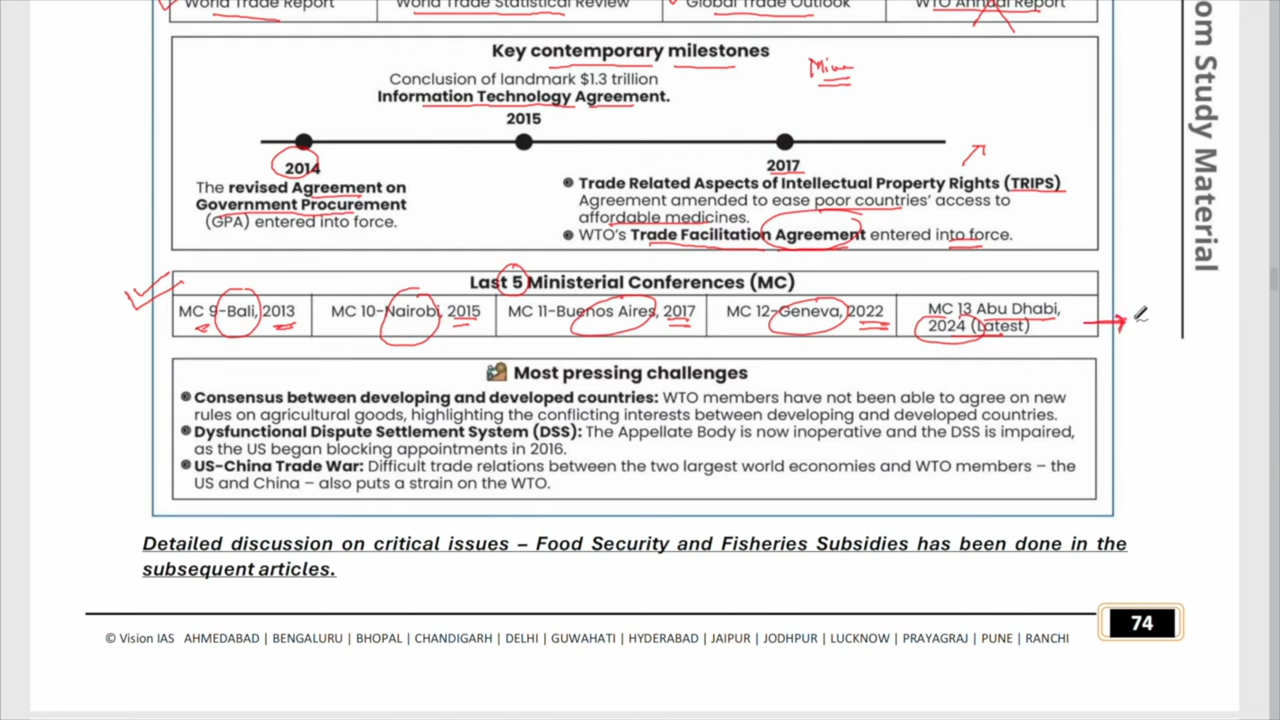 World Trade Report World Trade Statistical Review Global Trade Outlook WTO Annual Report
Key contemporary milestones
Conclusion of landmark $1.3 trillion
Information Technology Agreement.
2015
2014
The revised Agreement on
Government Procurement
(GPA) entered into force.
2017
Trade Related Aspects of Intellectual Property Rights (TRIPS)
Agreement amended to ease poor countries' access to
affordable medicines.
WTO's Trade Facilitation Agreement entered into force.
Last 5 Ministerial Conferences (MC)
MC 9-Bali, 2013
MC 10-Nairobi, 2015
MC 11-Buenos Aires, 2017
MC 12-Geneva, 2022
MC 13 Abu Dhabi,
2024 (Latest)
Most pressing challenges
Consensus between developing and developed countries: WTO members have not been able to agree on new
rules on agricultural goods, highlighting the conflicting interests between developing and developed countries.
Dysfunctional Dispute Settlement System (DSS): The Appellate Body is now inoperative and the DSS is impaired,
as the US began blocking appointments in 2016.
US-China Trade War: Difficult trade relations between the two largest world economies and WTO members – the
US and China – also puts a strain on the WTO.
Detailed discussion on critical issues – Food Security and Fisheries Subsidies has been done in the
subsequent articles.
© Vision IAS AHMEDABAD | BENGALURU | BHOPAL | CHANDIGARH | DELHI | GUWAHATI | HYDERABAD | JAIPUR | JODHPUR | LUCKNOW | PRAYAGRAJ | PUNE | RANCHI
74
om Study Material